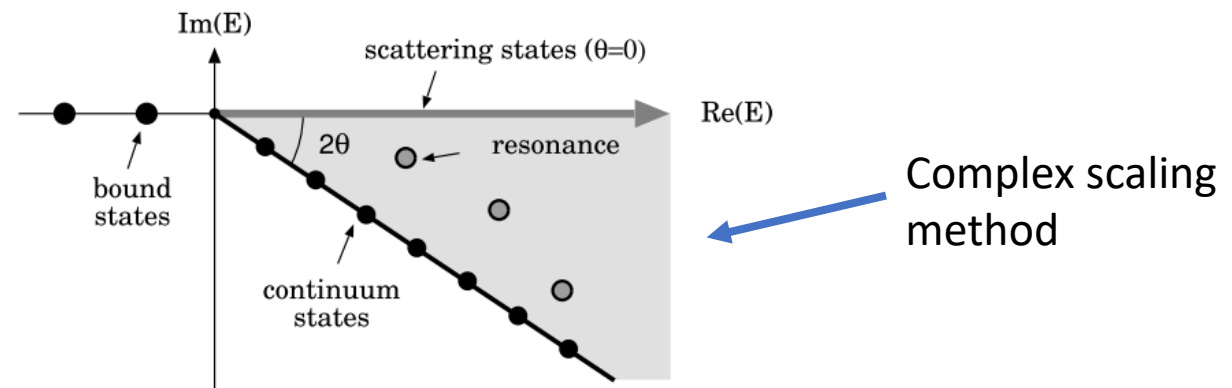 Im(E)
scattering states (θ=0)
Re(E)
2θ
resonance
bound
states
continuum
states
Complex scaling
method